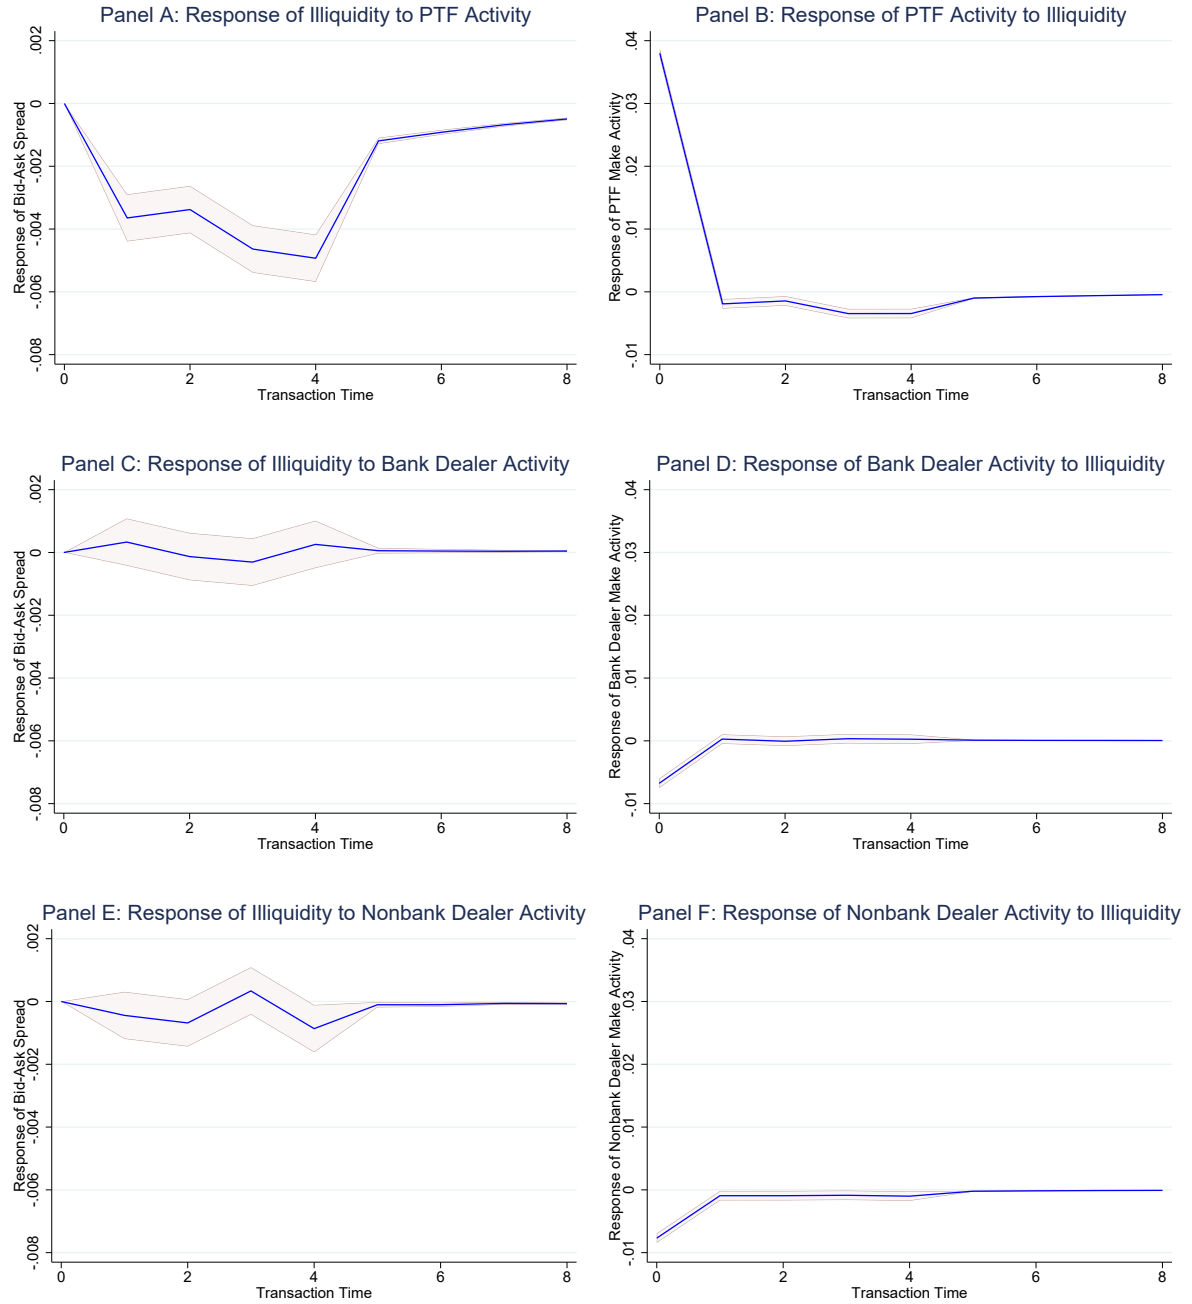 Panel A: Response of Illiquidity to PTF Activity
Response of Bid-Ask Spread
.002
0
-.002
-.004
-.006
-.008
0 2 4 6 8
Transaction Time
Panel B: Response of PTF Activity to Illiquidity
Response of PTF Make Activity
.04
.03
.02
.01
0
-.01
0 2 4 6 8
Transaction Time
Panel C: Response of Illiquidity to Bank Dealer Activity
Response of Bid-Ask Spread
.002
0
-.002
-.004
-.006
-.008
0 2 4 6 8
Transaction Time
Panel D: Response of Bank Dealer Activity to Illiquidity
Response of Bank Dealer Make Activity
.04
.03
.02
.01
0
-.01
0 2 4 6 8
Transaction Time
Panel E: Response of Illiquidity to Nonbank Dealer Activity
Response of Bid-Ask Spread
.002
0
-.002
-.004
-.006
-.008
0 2 4 6 8
Transaction Time
Panel F: Response of Nonbank Dealer Activity to Illiquidity
Response of Nonbank Dealer Make Activity
.04
.03
.02
.01
0
-.01
0 2 4 6 8
Transaction Time